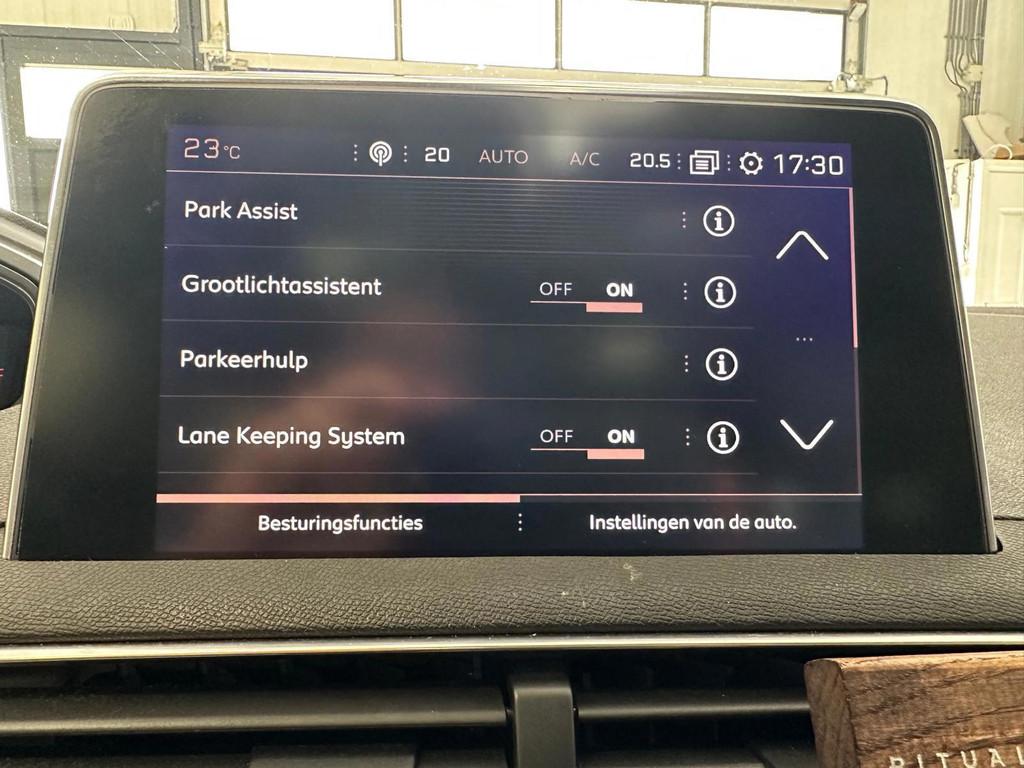 23°C 20 AUTO A/C 20.5 17:30
Park Assist
Grootlichtassistent OFF ON
Parkeerhulp
Lane Keeping System OFF ON
Besturingsfuncties Instellingen van de auto.
RITUAL